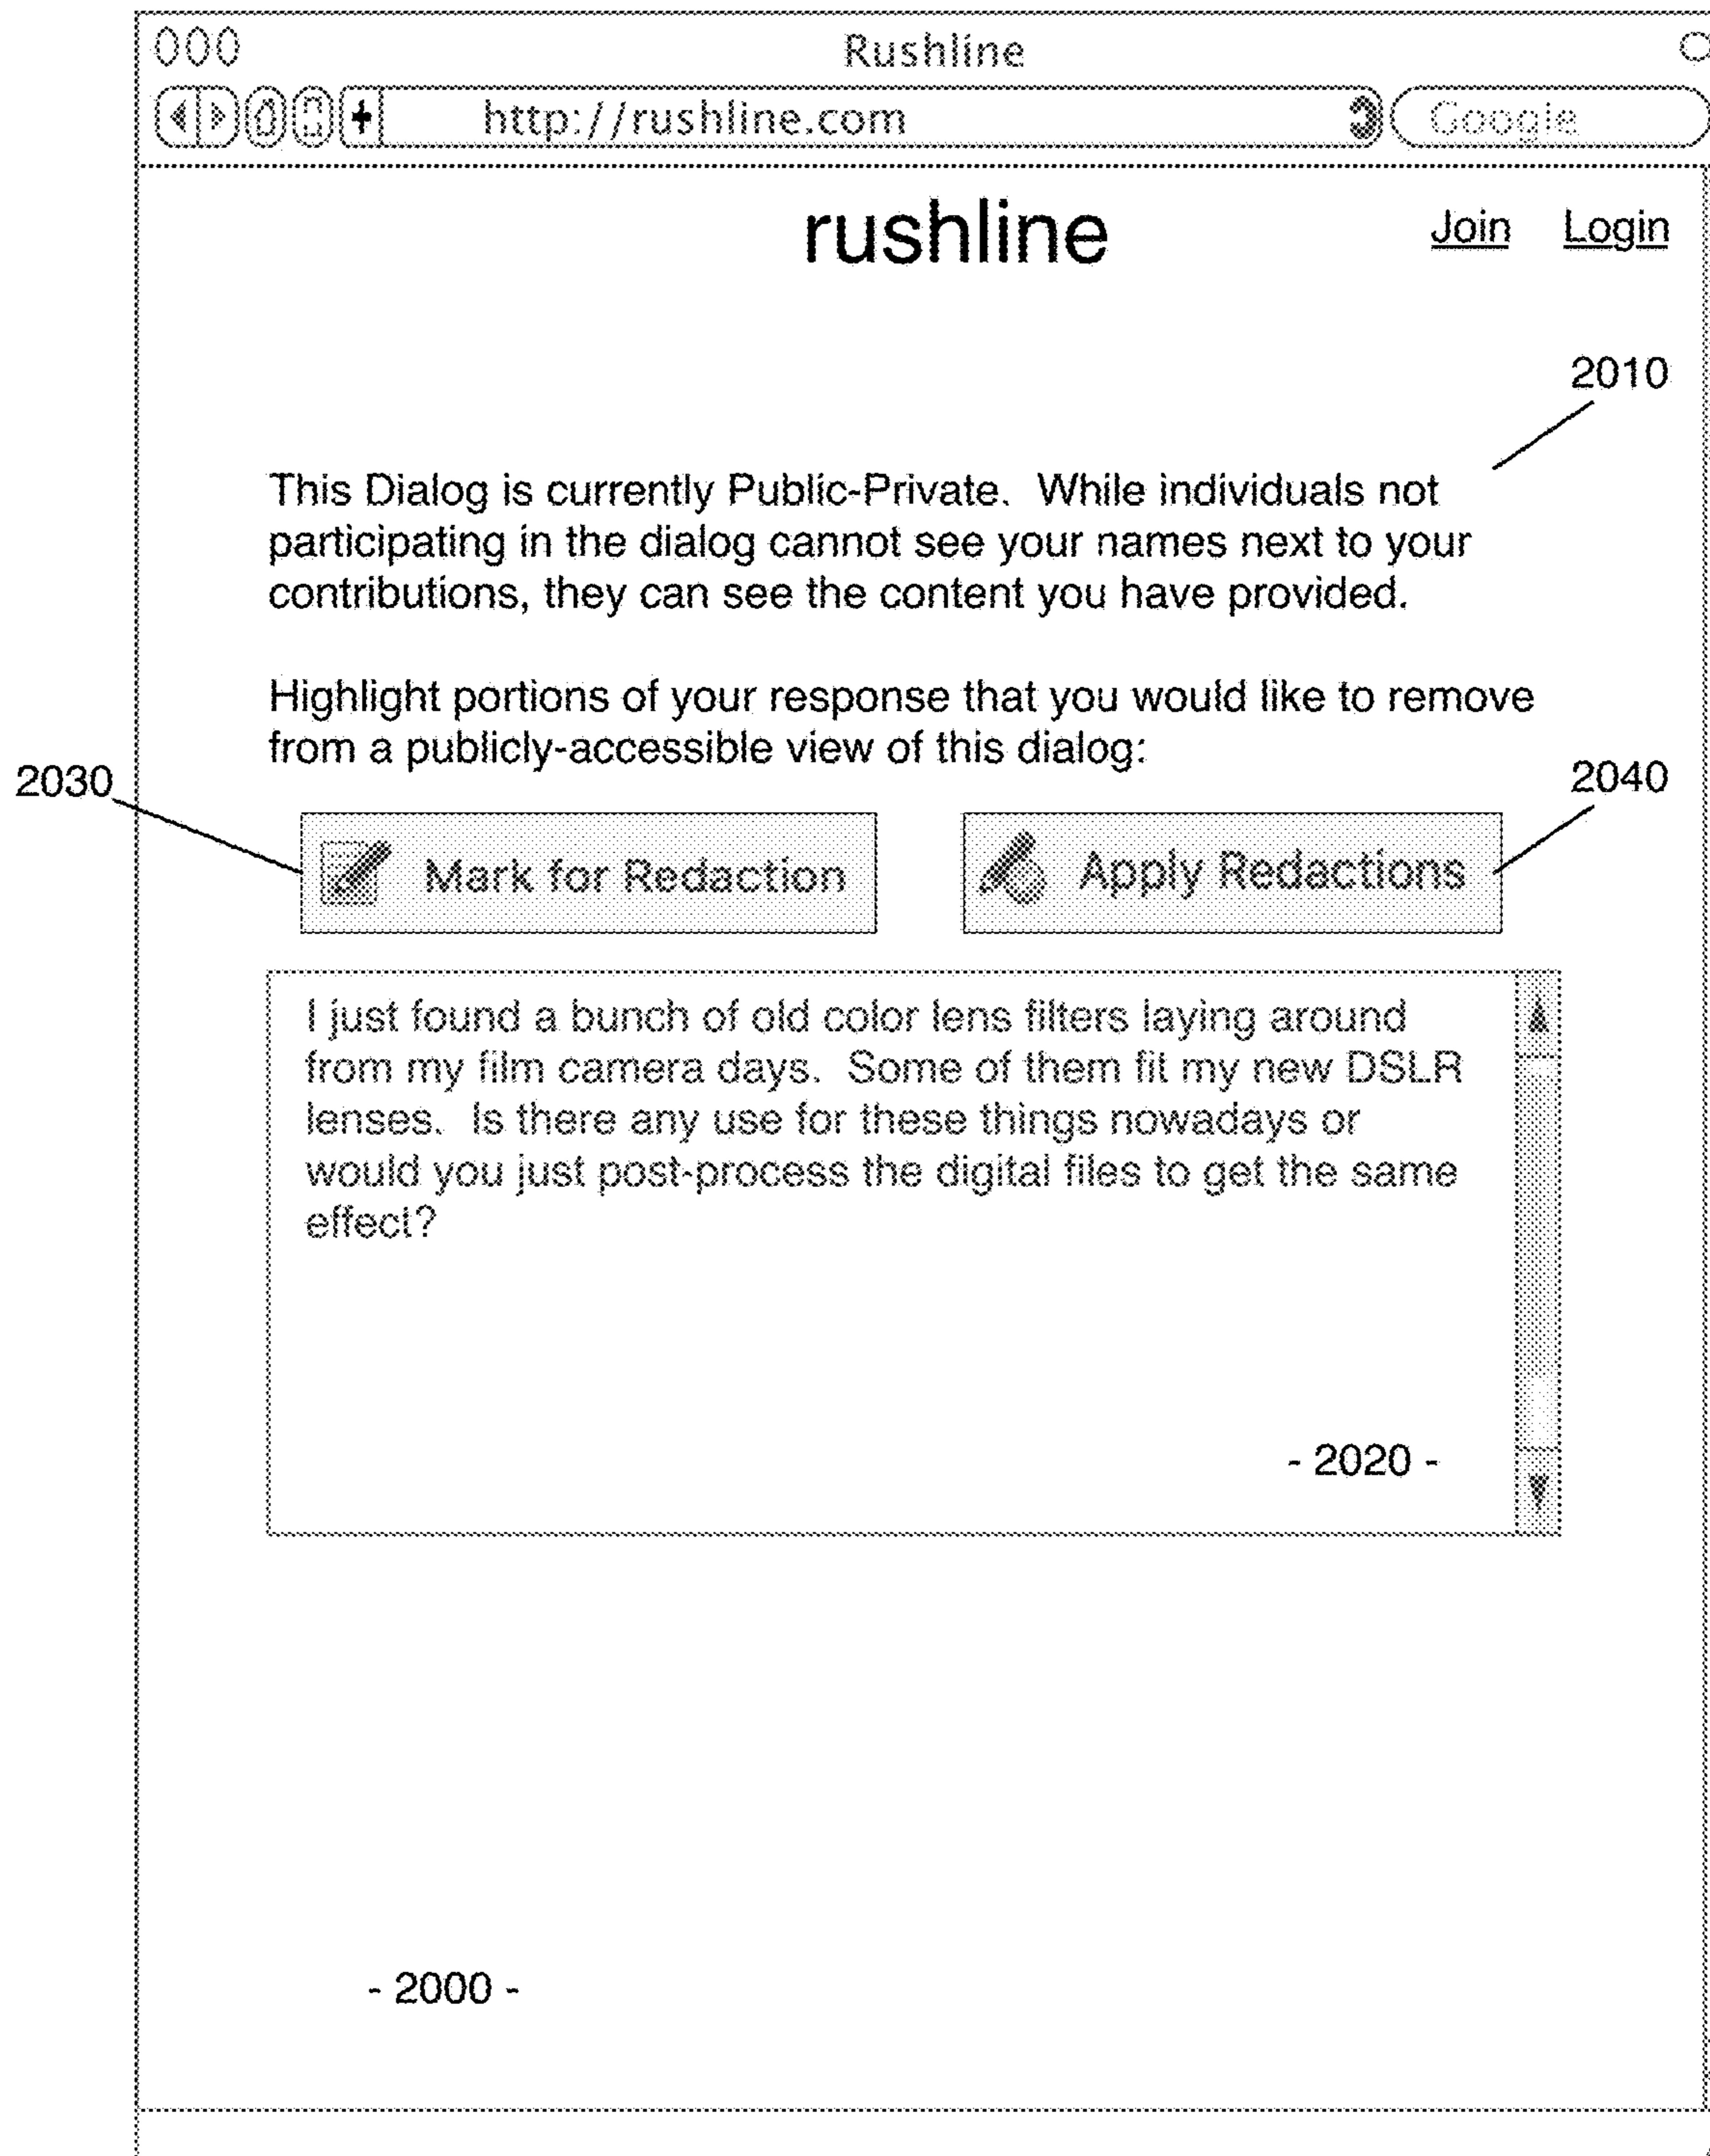 Rushline
http://rushline.com
Google
rushline
Join Login
2010
This Dialog is currently Public-Private. While individuals not
participating in the dialog cannot see your names next to your
contributions, they can see the content you have provided.
Highlight portions of your response that you would like to remove
from a publicly-accessible view of this dialog:
2030
2040
Mark for Redaction
Apply Redactions
I just found a bunch of old color lens filters laying around
from my film camera days. Some of them fit my new DSLR
lenses. Is there any use for these things nowadays or
would you just post-process the digital files to get the same
effect?
- 2020 -
- 2000 -